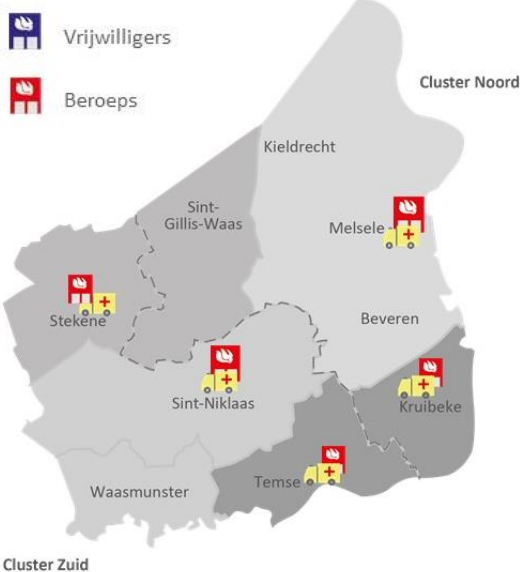 Vrijwilligers
Cluster Noord
Beroeps
Kieldrecht
Sint-
Gillis-Waas
Melsele
Stekene
Beveren
Sint-Niklaas
Kruibeke
Temse
Waasmunster
Cluster Zuid